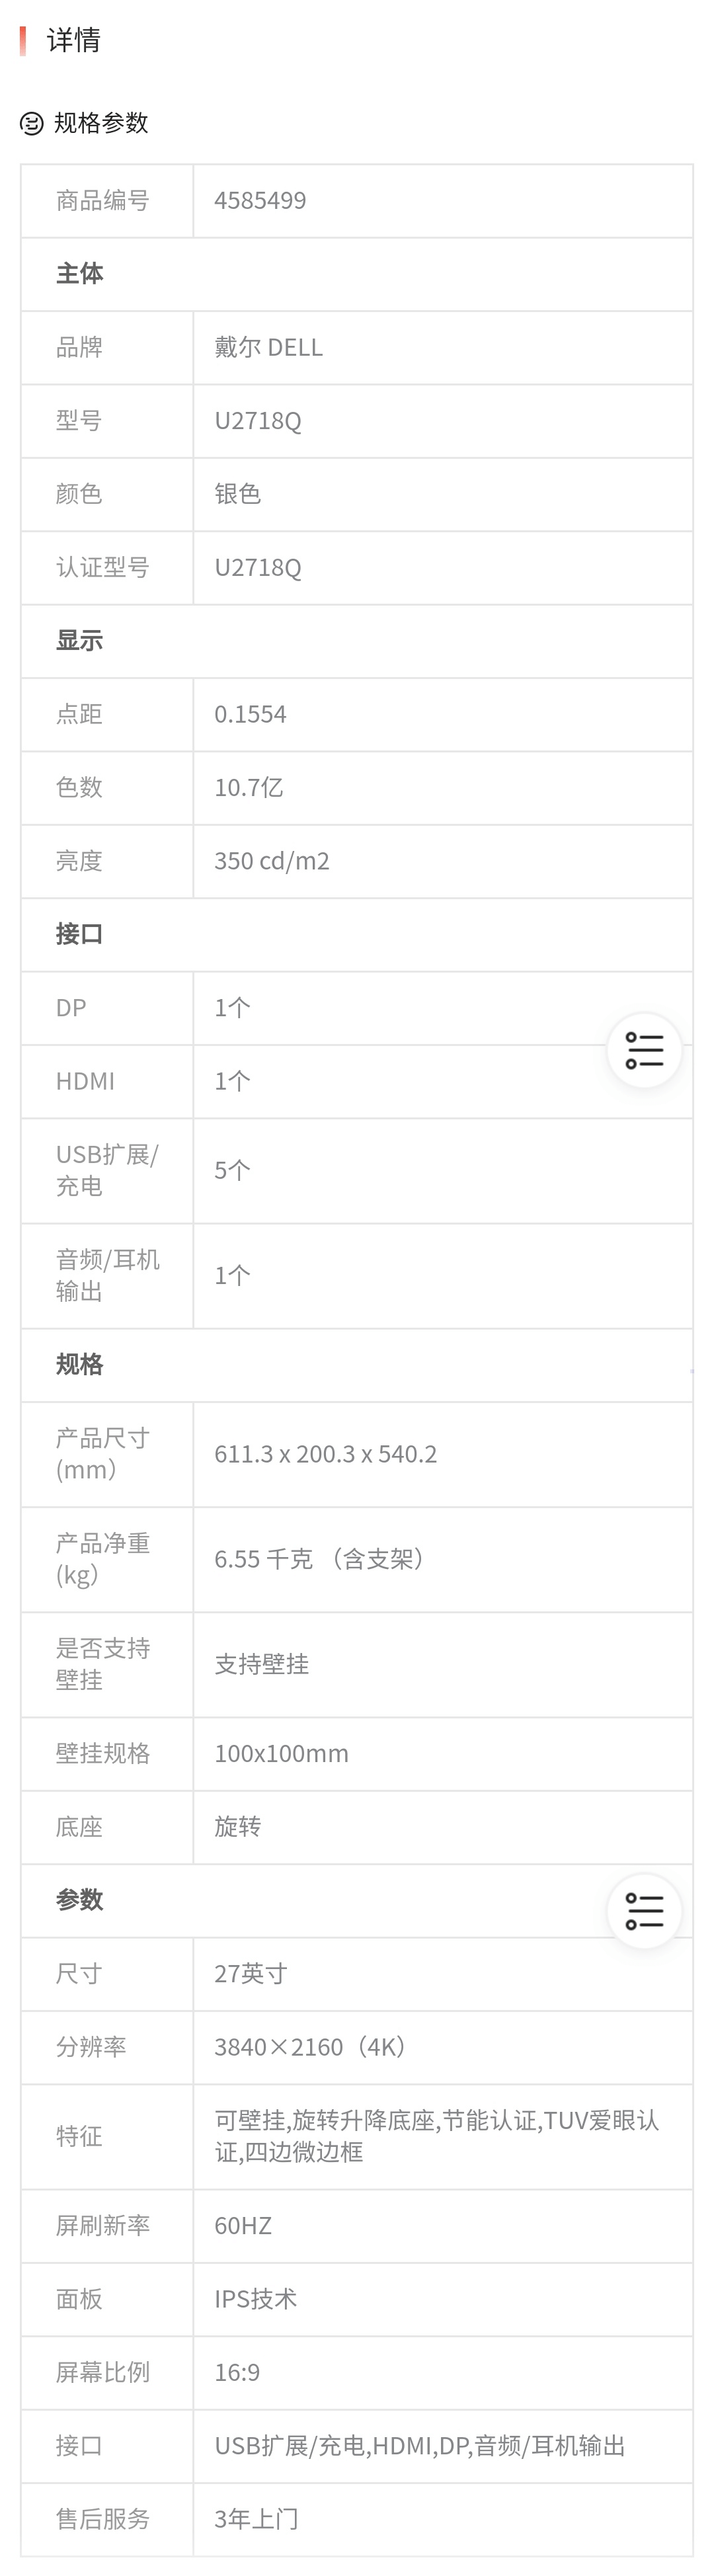 详情
规格参数
商品编号 4585499
主体
品牌 戴尔 DELL
型号 U2718Q
颜色 银色
认证型号 U2718Q
显示
点距 0.1554
色数 10.7亿
亮度 350 cd/m2
接口
DP 1个
HDMI 1个
USB扩展/
充电
5个
音频/耳机
输出
1个
规格
产品尺寸
(mm）
611.3 x 200.3 x 540.2
产品净重
(kg）
6.55 千克 （含支架）
是否支持
壁挂
支持壁挂
壁挂规格 100x100mm
底座 旋转
参数
尺寸 27英寸
分辨率 3840×2160（4K）
特征
可壁挂,旋转升降底座,节能认证,TUV爱眼认
证,四边微边框
屏刷新率 60HZ
面板 IPS技术
屏幕比例 16:9
接口 USB扩展/充电,HDMI,DP,音频/耳机输出
售后服务 3年上门